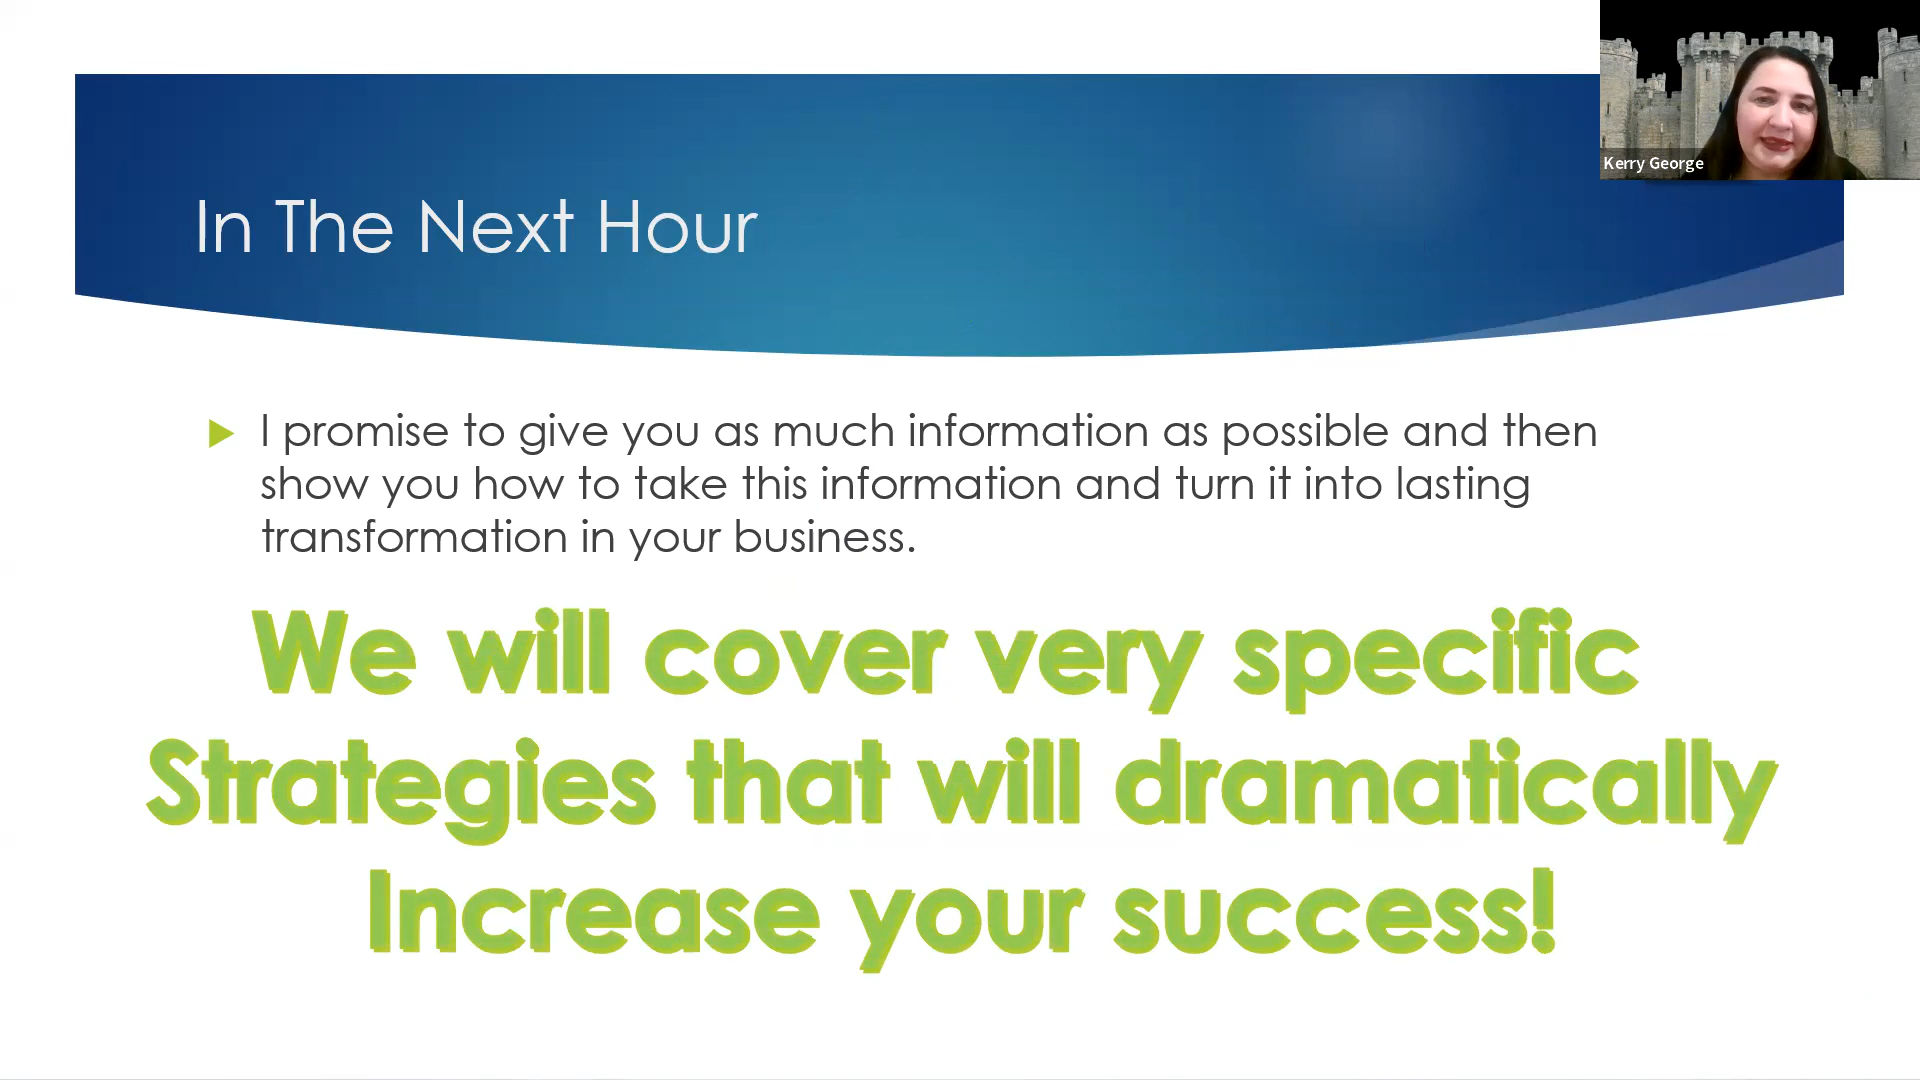 Kerry George
In The Next Hour
I promise to give you as much information as possible and then
show you how to take this information and turn it into lasting
transformation in your business.
We will cover very specific
Strategies that will dramatically
Increase your success!